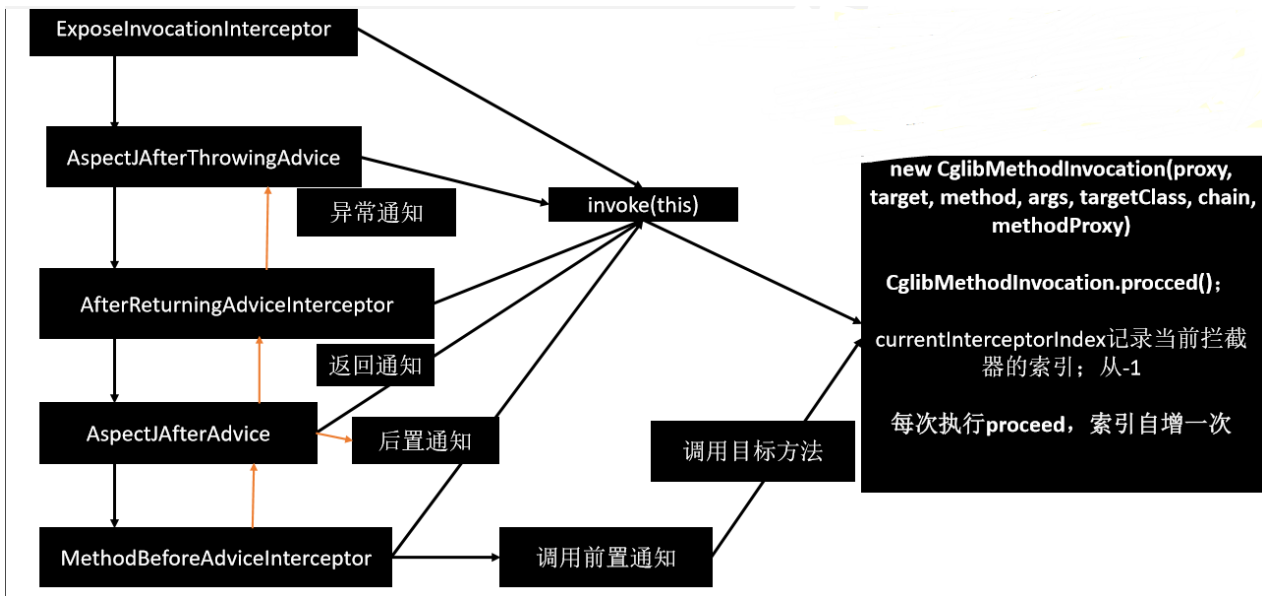 ExposeInvocationInterceptor
AspectJAfterThrowingAdvice
异常通知
invoke(this)
AfterReturningAdviceInterceptor
返回通知
AspectJAfterAdvice
后置通知
MethodBeforeAdviceInterceptor
调用前置通知
调用目标方法
new CglibMethodInvocation(proxy,
target, method, args, targetClass, chain,
methodProxy)
CglibMethodInvocation.procced();
currentInterceptorIndex记录当前拦截
器的索引；从-1
每次执行proceed，索引自增一次